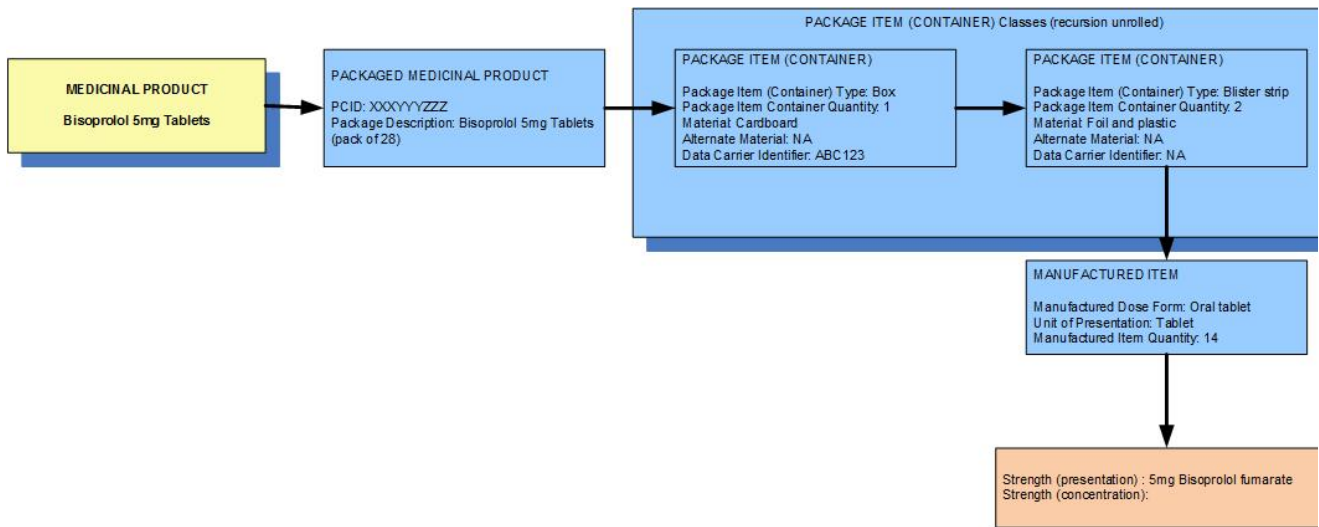 PACKAGE ITEM (CONTAINER) Classes (recursion unrolled)
MEDICINAL PRODUCT
Bisoprolol 5mg Tablets
PACKAGED MEDICINAL PRODUCT
PCID: XXXYYYZZZ
Package Description: Bisoprolol 5mg Tablets
(pack of 28)
PACKAGE ITEM (CONTAINER)
Package Item (Container) Type: Box
Package Item Container Quantity: 1
Material: Cardboard
Alternate Material: NA
Data Carrier Identifier: ABC123
PACKAGE ITEM (CONTAINER)
Package Item (Container) Type: Blister strip
Package Item Container Quantity: 2
Material: Foil and plastic
Alternate Material: NA
Data Carrier Identifier: NA
MANUFACTURED ITEM
Manufactured Dose Form: Oral tablet
Unit of Presentation: Tablet
Manufactured Item Quantity: 14
Strength (presentation) : 5mg Bisoprolol fumarate
Strength (concentration):